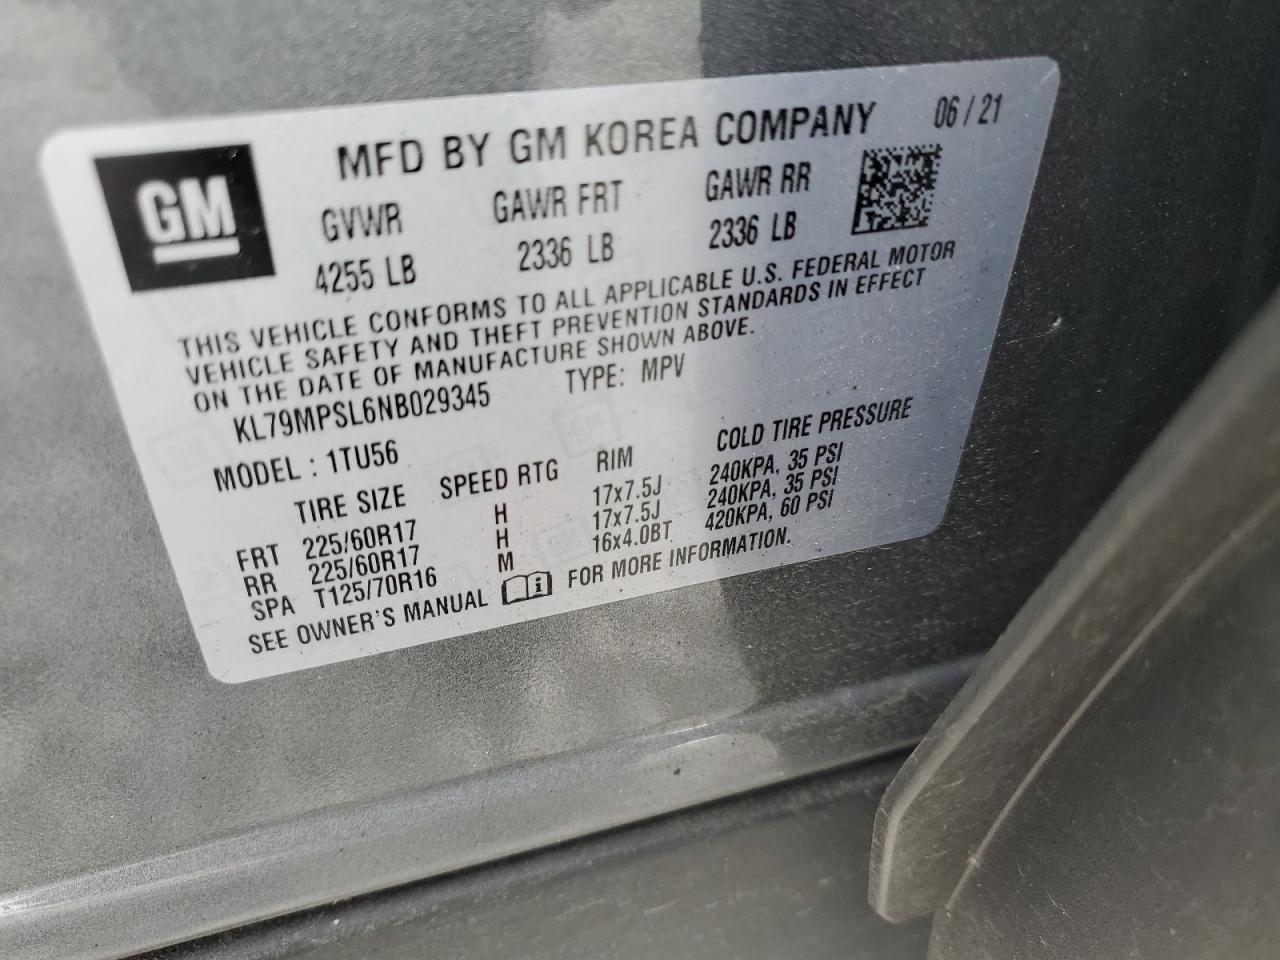 GM
MFD BY GM KOREA COMPANY 06 / 21
GVWR GAWR FRT GAWR RR
4255 LB 2336 LB 2336 LB
THIS VEHICLE CONFORMS TO ALL APPLICABLE U.S. FEDERAL MOTOR
VEHICLE SAFETY AND THEFT PREVENTION STANDARDS IN EFFECT
ON THE DATE OF MANUFACTURE SHOWN ABOVE.
KL79MPSL6NB029345 TYPE: MPV
MODEL : 1TU56
TIRE SIZE SPEED RTG RIM COLD TIRE PRESSURE
FRT 225/60R17 H 17x7.5J 240KPA, 35 PSI
RR 225/60R17 H 17x7.5J 240KPA, 35 PSI
SPA T125/70R16 M 16x4.0BT 420KPA, 60 PSI
SEE OWNER'S MANUAL i FOR MORE INFORMATION.